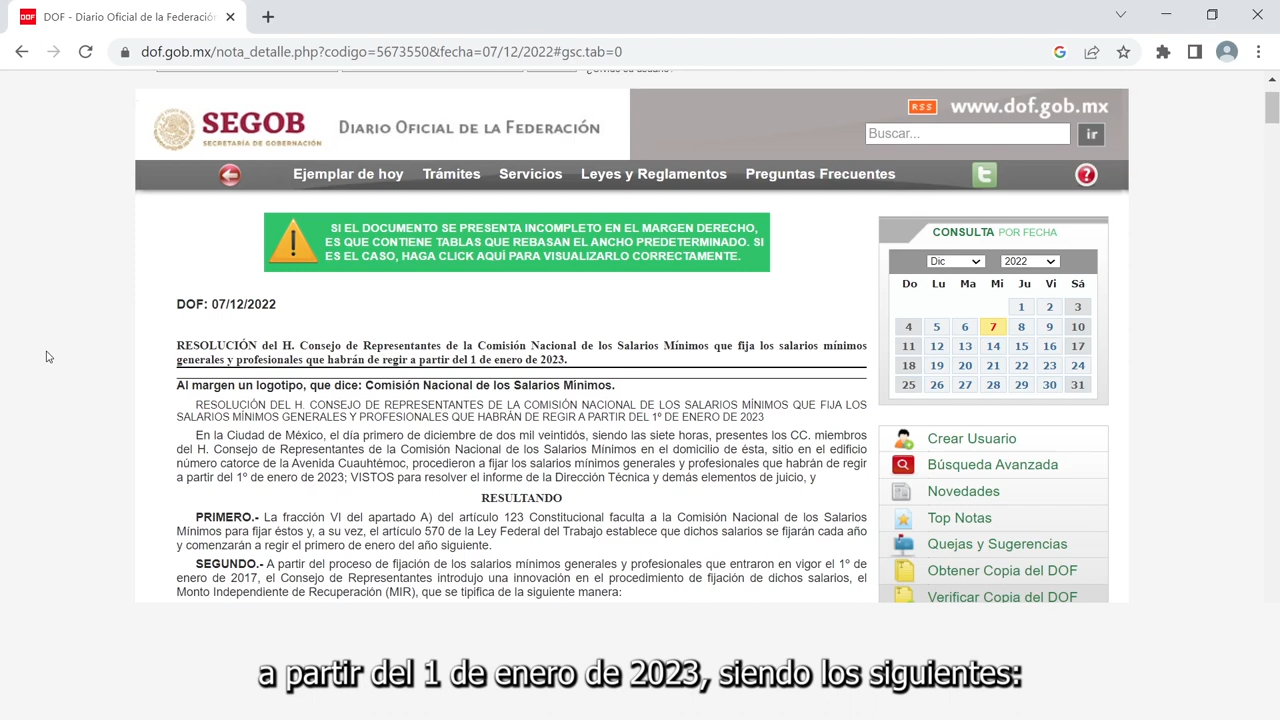 DOF - Diario Oficial de la Federación
dof.gob.mx/nota_detalle.php?codigo=5673550&fecha=07/12/2022#gsc.tab=0
SEGOB
SECRETARÍA DE GOBERNACIÓN
DIARIO OFICIAL DE LA FEDERACIÓN
RSS www.dof.gob.mx
Buscar... ir
Ejemplar de hoy Trámites Servicios Leyes y Reglamentos Preguntas Frecuentes
SI EL DOCUMENTO SE PRESENTA INCOMPLETO EN EL MARGEN DERECHO,
ES QUE CONTIENE TABLAS QUE REBASAN EL ANCHO PREDETERMINADO. SI
ES EL CASO, HAGA CLICK AQUÍ PARA VISUALIZARLO CORRECTAMENTE.
DOF: 07/12/2022
RESOLUCIÓN del H. Consejo de Representantes de la Comisión Nacional de los Salarios Mínimos que fija los salarios mínimos
generales y profesionales que habrán de regir a partir del 1 de enero de 2023.
Al margen un logotipo, que dice: Comisión Nacional de los Salarios Mínimos.
RESOLUCIÓN DEL H. CONSEJO DE REPRESENTANTES DE LA COMISIÓN NACIONAL DE LOS SALARIOS MÍNIMOS QUE FIJA LOS
SALARIOS MÍNIMOS GENERALES Y PROFESIONALES QUE HABRÁN DE REGIR A PARTIR DEL 1º DE ENERO DE 2023
En la Ciudad de México, el día primero de diciembre de dos mil veintidós, siendo las siete horas, presentes los CC. miembros
del H. Consejo de Representantes de la Comisión Nacional de los Salarios Mínimos en el domicilio de ésta, sitio en el edificio
número catorce de la Avenida Cuauhtémoc, procedieron a fijar los salarios mínimos generales y profesionales que habrán de regir
a partir del 1º de enero de 2023; VISTOS para resolver el informe de la Dirección Técnica y demás elementos de juicio, y
RESULTANDO
PRIMERO.- La fracción VI del apartado A) del artículo 123 Constitucional faculta a la Comisión Nacional de los Salarios
Mínimos para fijar éstos y, a su vez, el artículo 570 de la Ley Federal del Trabajo establece que dichos salarios se fijarán cada año
y comenzarán a regir el primero de enero del año siguiente.
SEGUNDO.- A partir del proceso de fijación de los salarios mínimos generales y profesionales que entraron en vigor el 1º de
enero de 2017, el Consejo de Representantes introdujo una innovación en el procedimiento de fijación de dichos salarios, el
Monto Independiente de Recuperación (MIR), que se tipifica de la siguiente manera:
CONSULTA POR FECHA
Dic 2022
Do Lu Ma Mi Ju Vi Sá
1 2 3
4 5 6 7 8 9 10
11 12 13 14 15 16 17
18 19 20 21 22 23 24
25 26 27 28 29 30 31
Crear Usuario
Búsqueda Avanzada
Novedades
Top Notas
Quejas y Sugerencias
Obtener Copia del DOF
Verificar Copia del DOF
a partir del 1 de enero de 2023, siendo los siguientes: